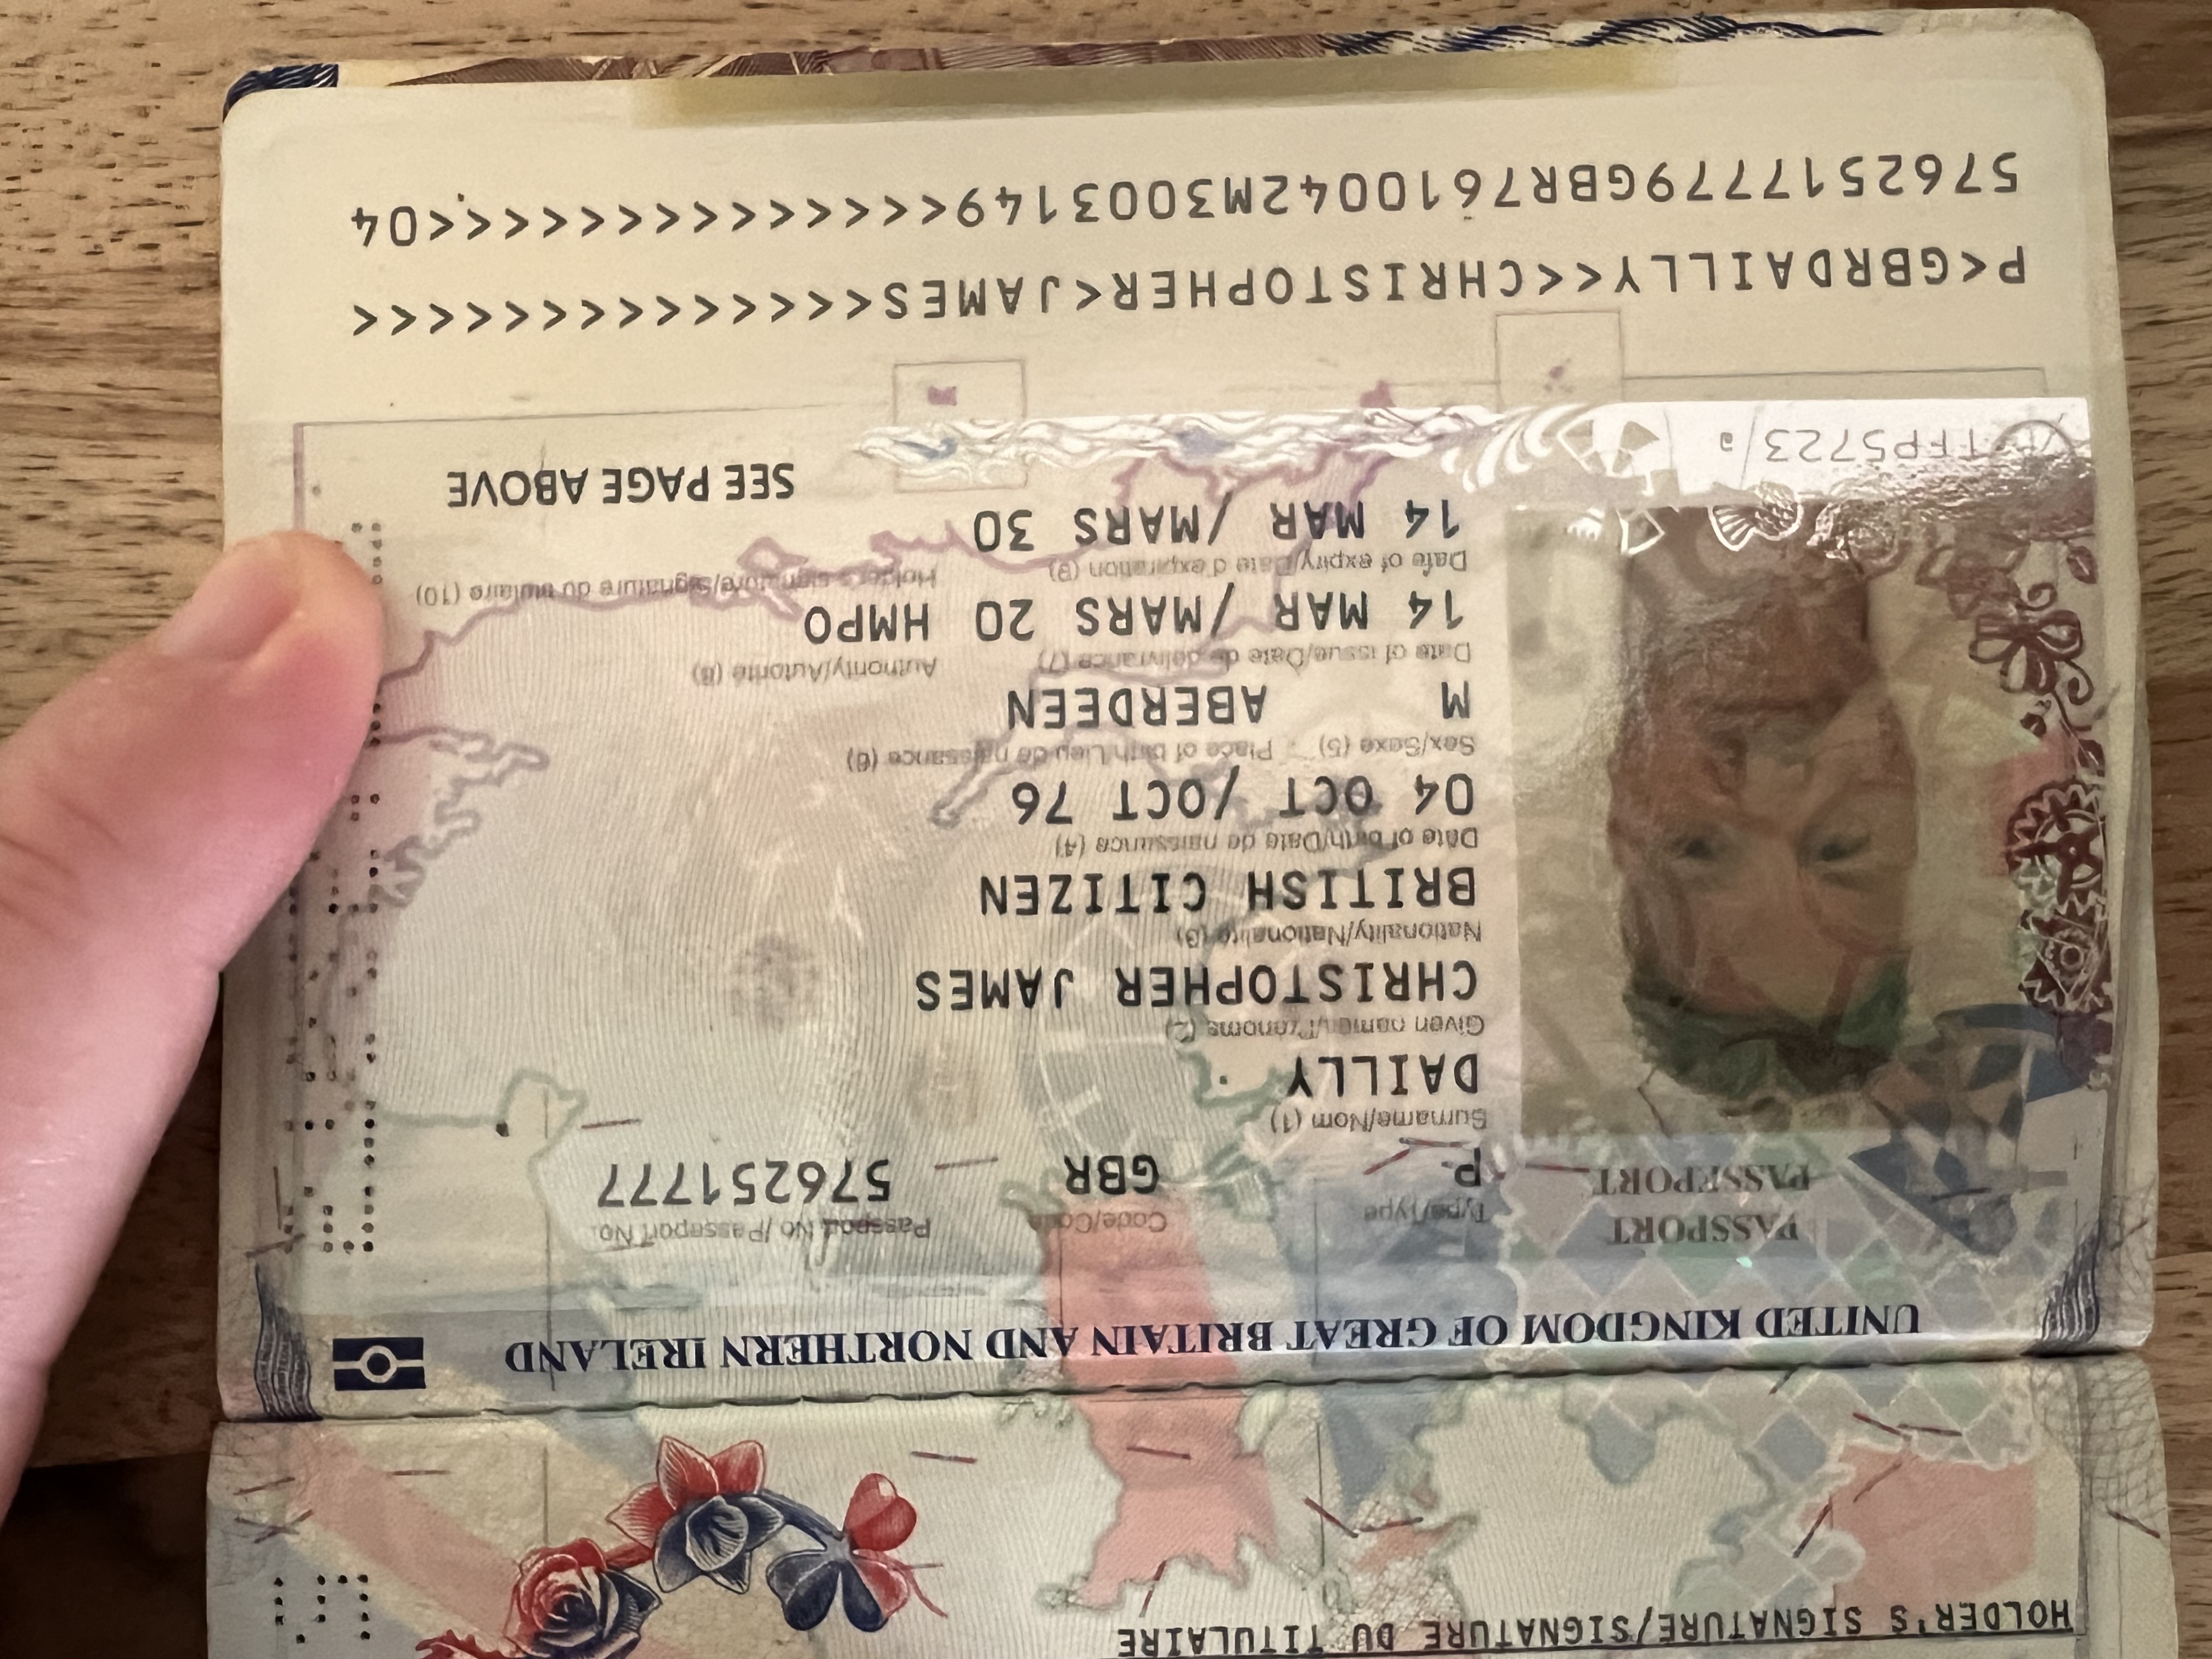 HOLDER'S SIGNATURE/SIGNATURE DU TITULAIRE
UNITED KINGDOM OF GREAT BRITAIN AND NORTHERN IRELAND
PASSPORT
PASSEPORT
Type/Type
P
Code/Code
GBR
Passeport No./Passport No.
576251777
Surname/Nom (1)
DAILLY
Given names/Prénoms (2)
CHRISTOPHER JAMES
Nationality/Nationalité (3)
BRITISH CITIZEN
Date of birth/Date de naissance (4)
04 OCT /OCT 76
Sex/Sexe (5) Place of birth/Lieu de naissance (6)
M ABERDEEN
Date of issue/Date de délivrance (7) Authority/Autorité (8)
14 MAR /MARS 20 HMPO
Date of expiry/Date d'expiration (9) Holder's signature/Signature du titulaire (10)
14 MAR /MARS 30
SEE PAGE ABOVE
TFP5723/a
P<GBRDAILLY<<CHRISTOPHER<JAMES<<<<<<<<<<<<<<
5762517779GBR7610042M3003149<<<<<<<<<<<<<<04